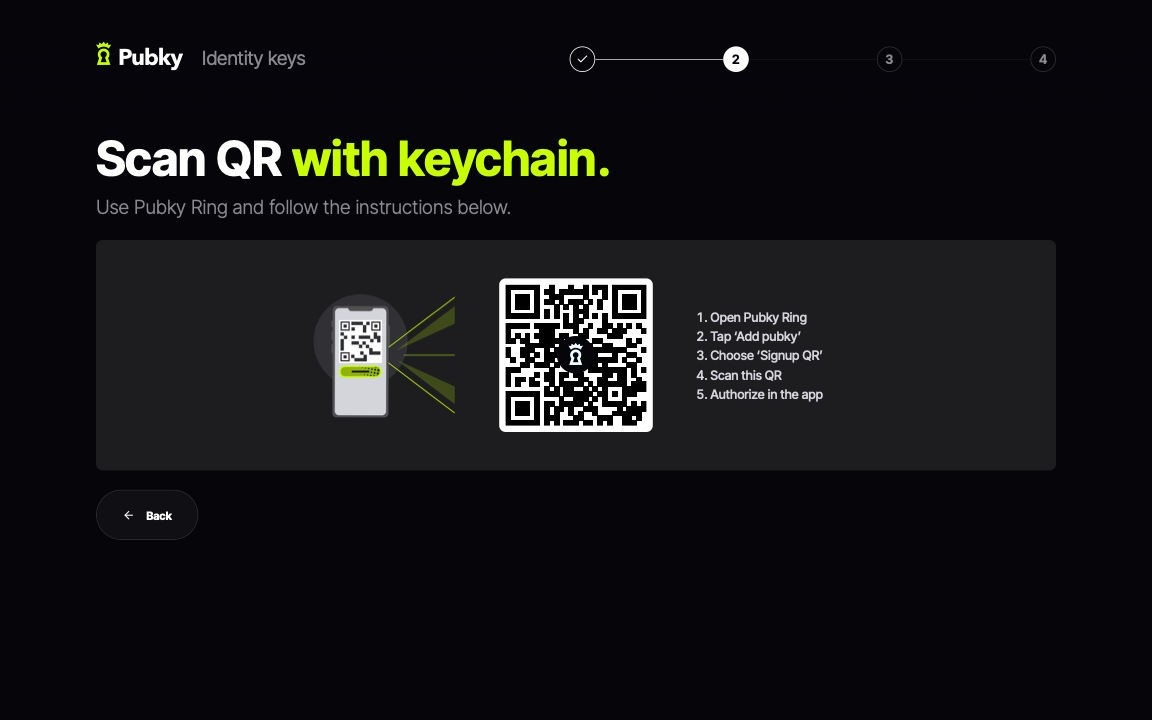 Pubky Identity keys
2 3 4
Scan QR with keychain.
Use Pubky Ring and follow the instructions below.
1. Open Pubky Ring
2. Tap ‘Add pubky’
3. Choose ‘Signup QR’
4. Scan this QR
5. Authorize in the app
Back